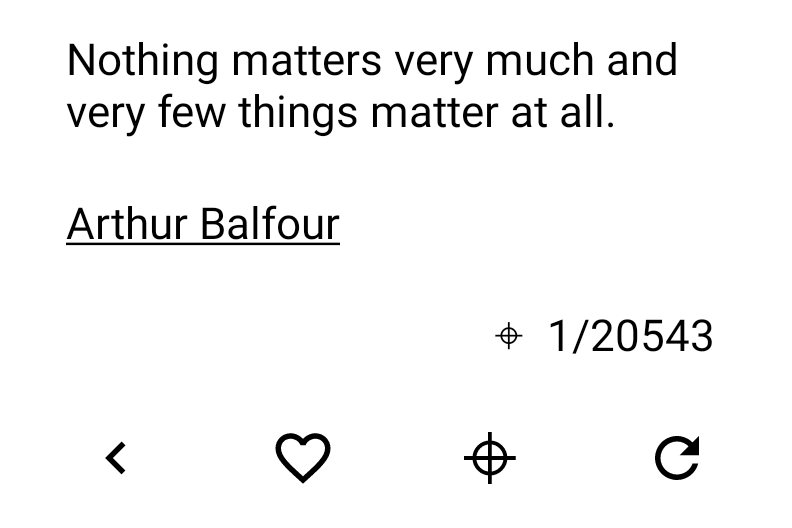 Nothing matters very much and
very few things matter at all.
Arthur Balfour
1/20543